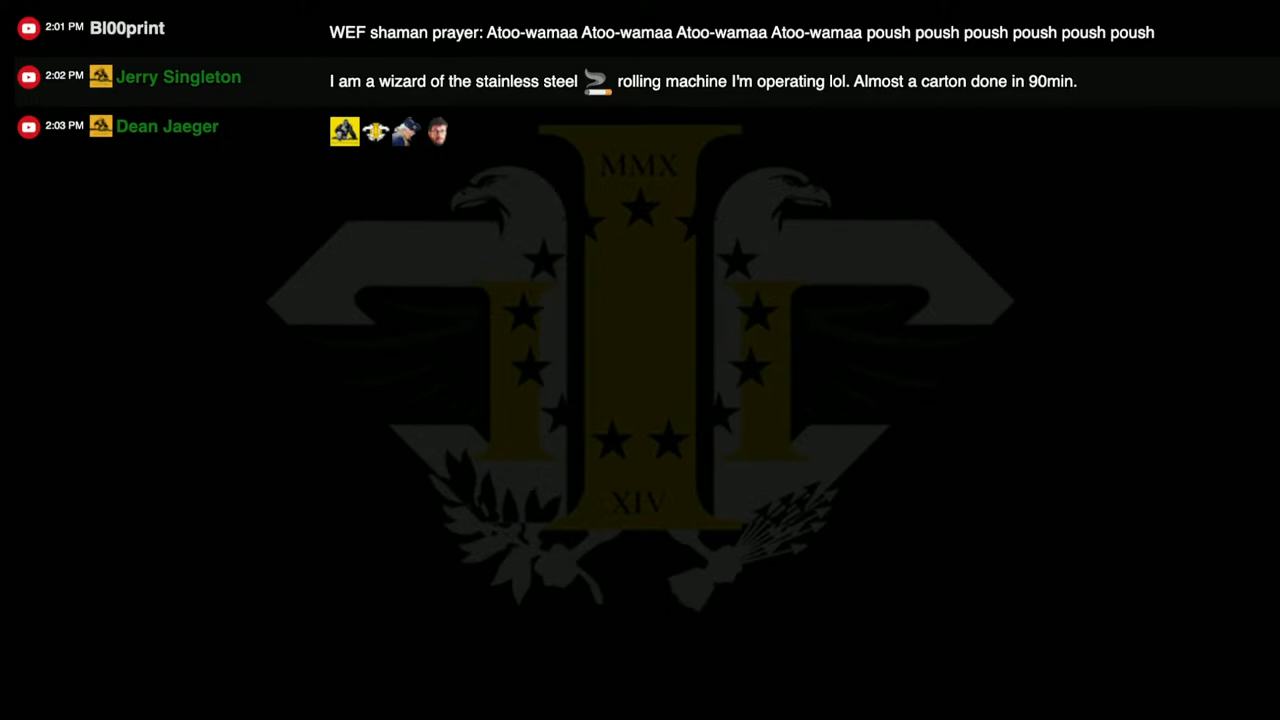 2:01 PM Bl00print WEF shaman prayer: Atoo-wamaa Atoo-wamaa Atoo-wamaa Atoo-wamaa poush poush poush poush poush poush
2:02 PM Jerry Singleton I am a wizard of the stainless steel 🚬 rolling machine I'm operating lol. Almost a carton done in 90min.
2:03 PM Dean Jaeger
MMX
XIV